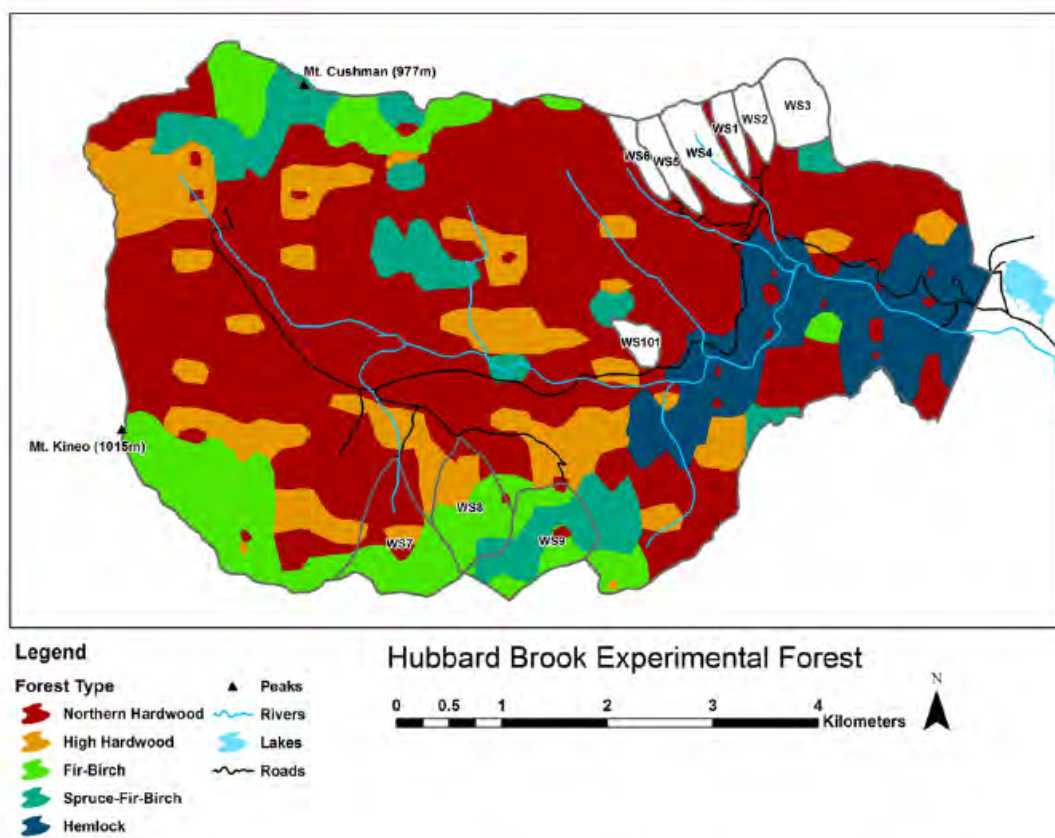 Mt. Cushman (977m)
WS3
WS2
WS1
WS4
WS6
WS5
WS101
Mt. Kineo (1015m)
WS8
WS7
WS9
Legend
Hubbard Brook Experimental Forest
Forest Type
Peaks
N
Northern Hardwood
Rivers
0 0.5 1 2 3 4
Kilometers
High Hardwood
Lakes
Fir-Birch
Roads
Spruce-Fir-Birch
Hemlock